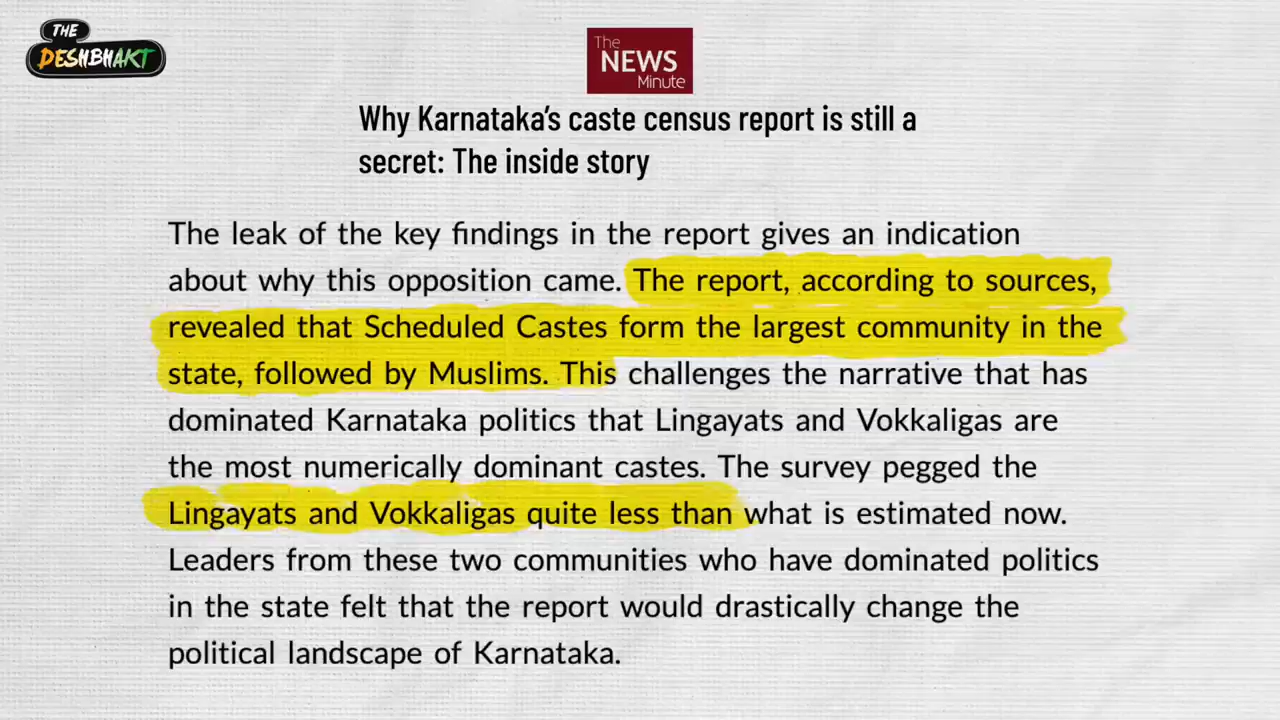 THE
DESHBHAKT
The
NEWS
Minute
Why Karnataka's caste census report is still a
secret: The inside story
The leak of the key findings in the report gives an indication
about why this opposition came. The report, according to sources,
revealed that Scheduled Castes form the largest community in the
state, followed by Muslims. This challenges the narrative that has
dominated Karnataka politics that Lingayats and Vokkaligas are
the most numerically dominant castes. The survey pegged the
Lingayats and Vokkaligas quite less than what is estimated now.
Leaders from these two communities who have dominated politics
in the state felt that the report would drastically change the
political landscape of Karnataka.